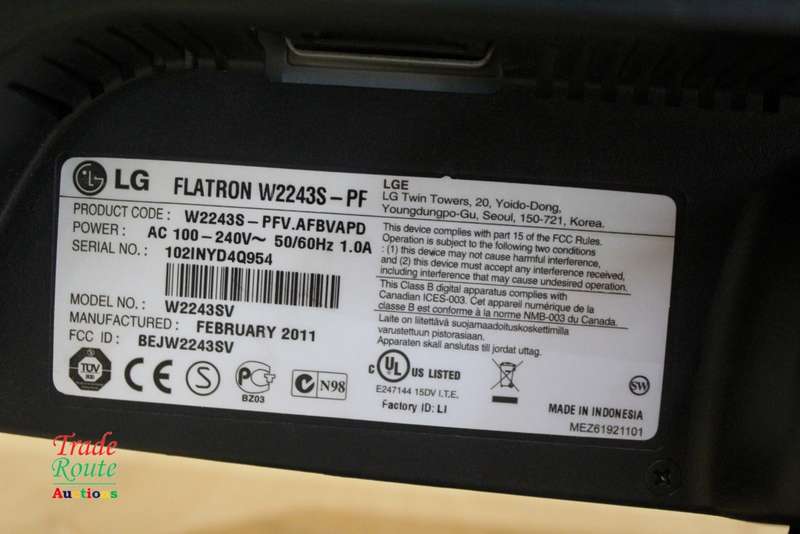 LG FLATRON W2243S-PF
PRODUCT CODE : W2243S-PFV.AFBVAPD
POWER : AC 100-240V~ 50/60Hz 1.0A
SERIAL NO. : 102INYD4Q954
MODEL NO. : W2243SV
MANUFACTURED : FEBRUARY 2011
FCC ID : BEJW2243SV
TÜV
CE
S
BZ03
N98
LGE
LG Twin Towers, 20, Yoido-Dong,
Youngdungpo-Gu, Seoul, 150-721, Korea.
This device complies with part 15 of the FCC Rules.
Operation is subject to the following two conditions
: (1) this device may not cause harmful interference,
and (2) this device must accept any interference received,
including interference that may cause undesired operation.
This Class B digital apparatus complies with
Canadian ICES-003. Cet appareil numérique de la
classe B est conforme à la norme NMB-003 du Canada.
Laite on liitettävä suojamaadoituskoskettimilla
varustettuun pistorasiaan.
Apparaten skall anslutas till jordat uttag.
C UL US LISTED
E247144 15DV I.T.E.
Factory ID: LI
SW
MADE IN INDONESIA
MEZ61921101
Trade
Route
Auctions